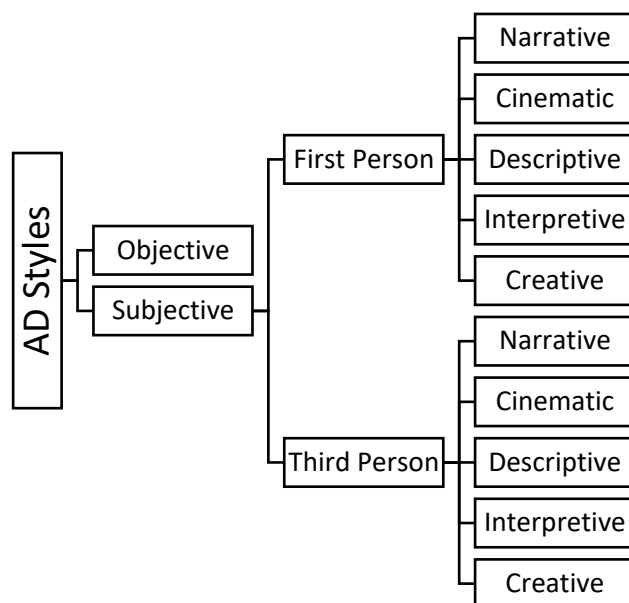 AD Styles
Objective
Subjective
First Person
Narrative
Cinematic
Descriptive
Interpretive
Creative
Third Person
Narrative
Cinematic
Descriptive
Interpretive
Creative